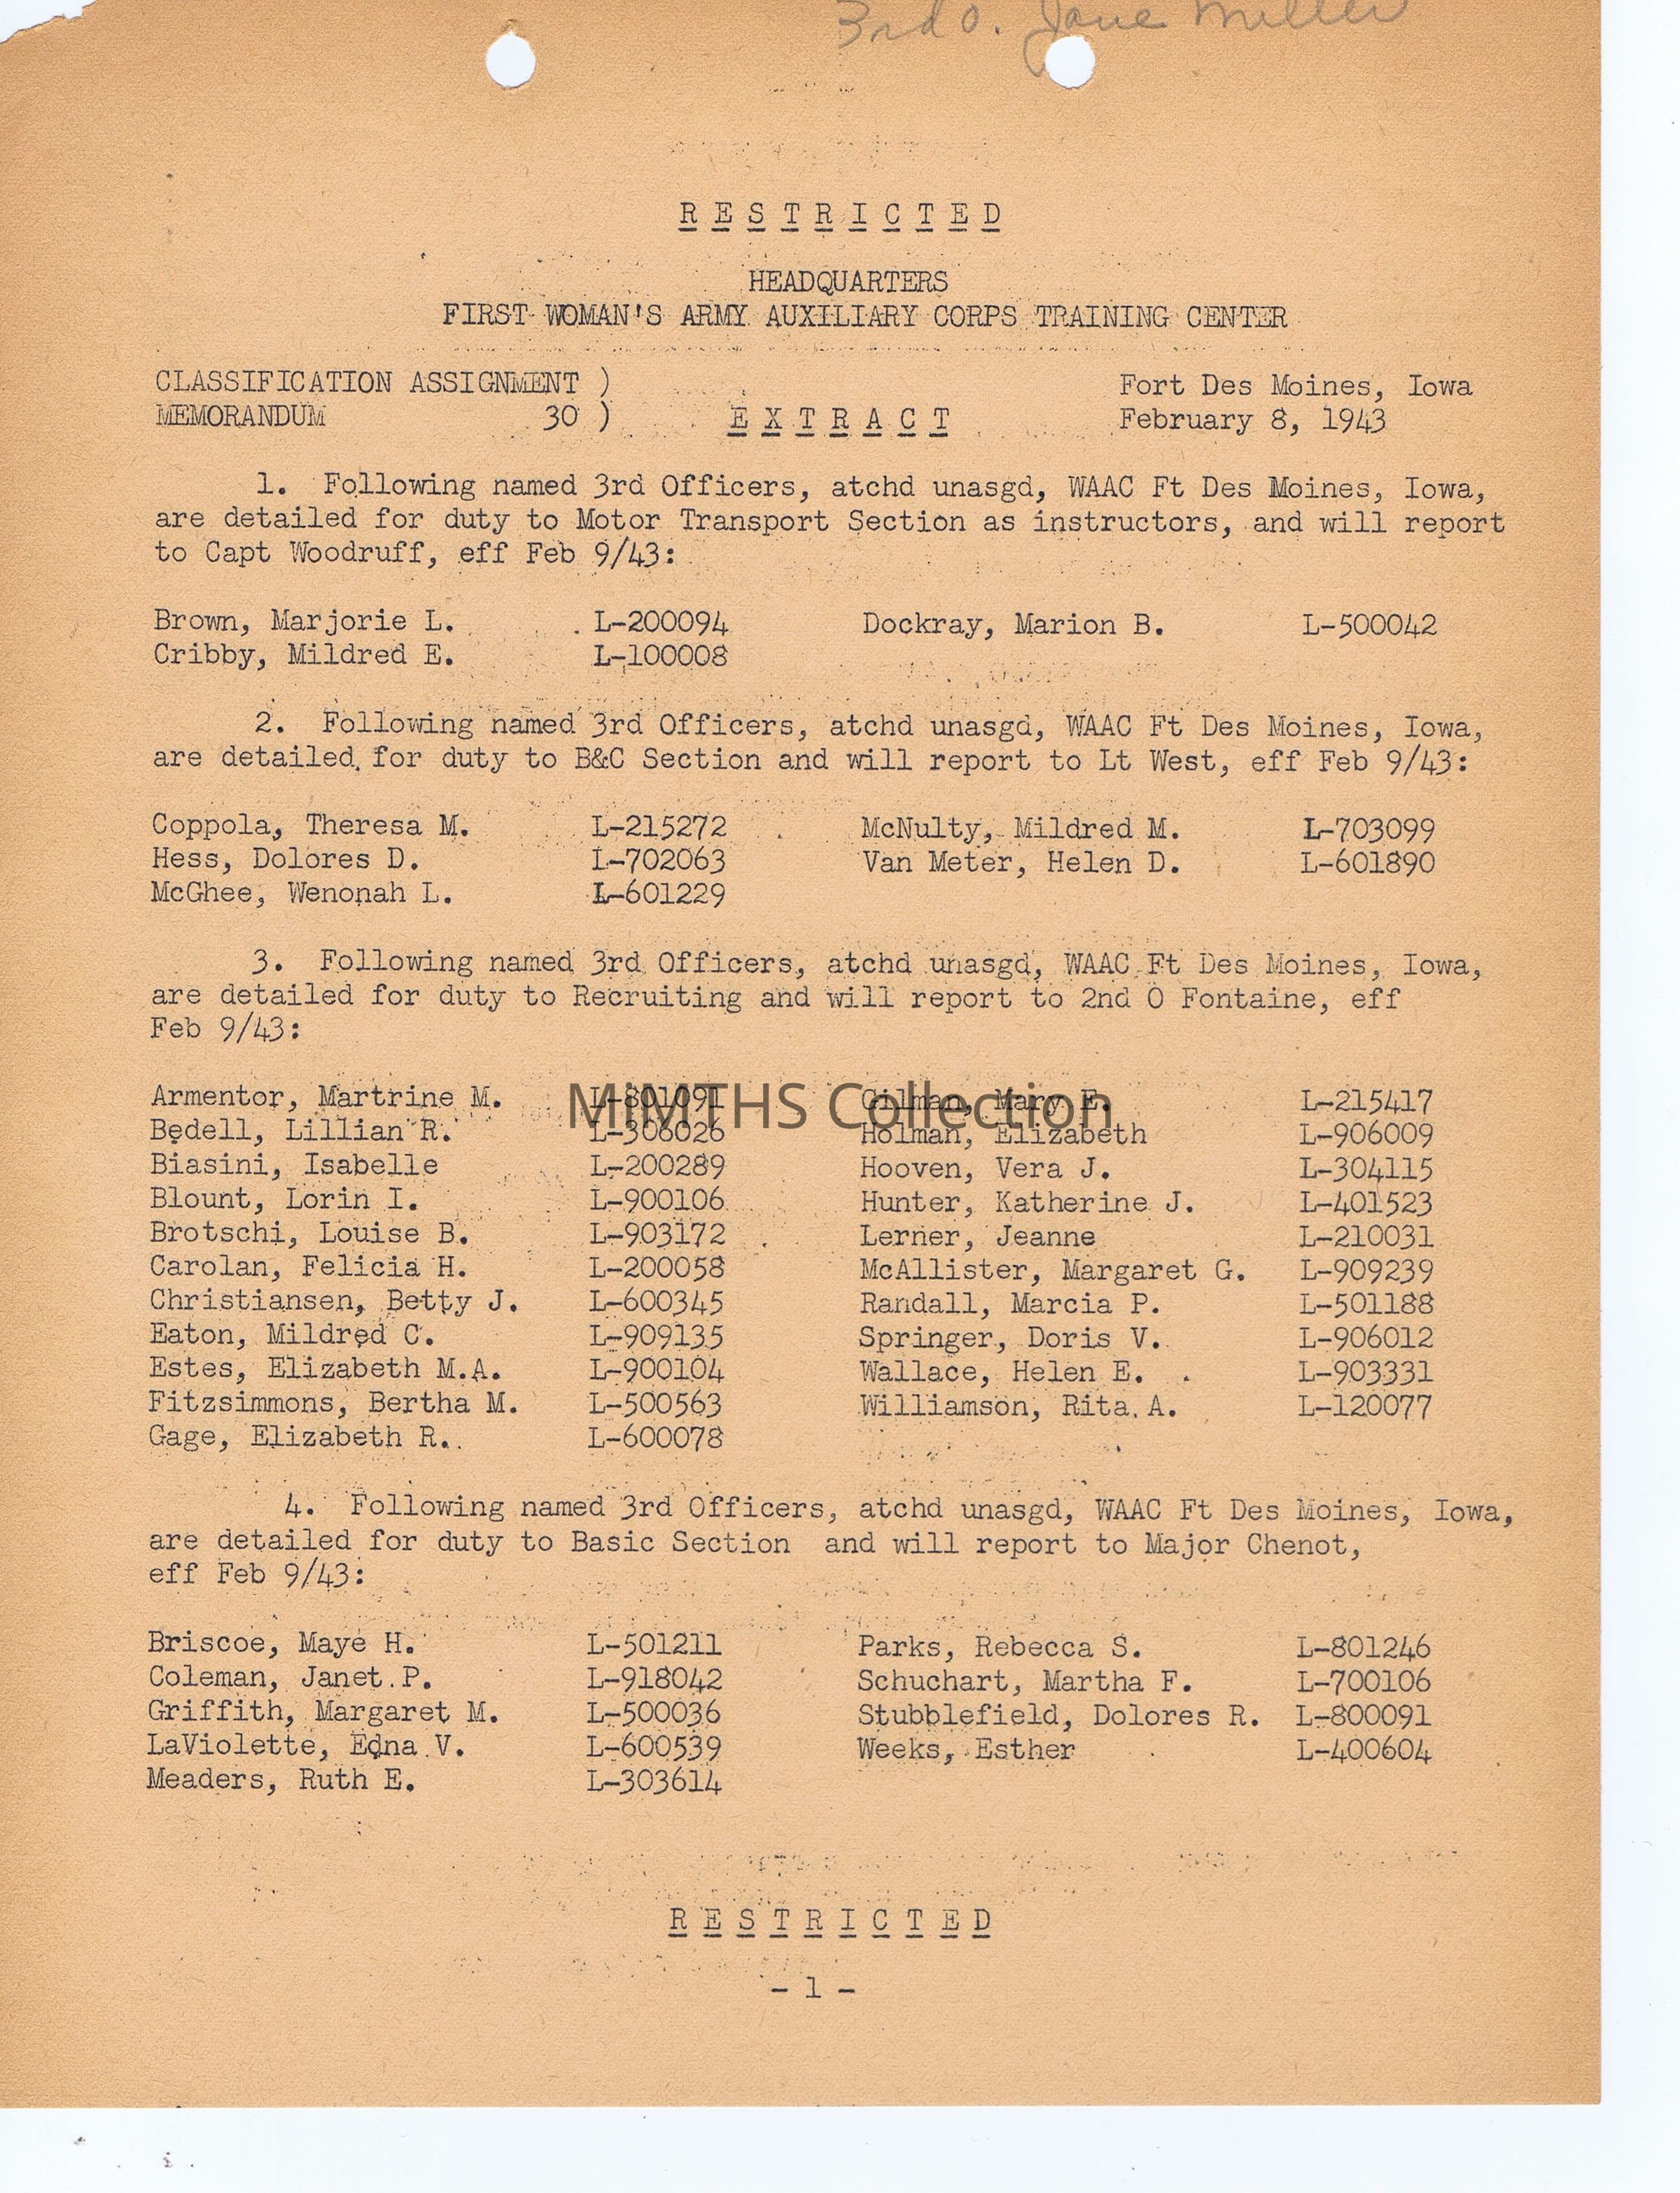 3rd O. Jane Miller
R E S T R I C T E D
HEADQUARTERS
FIRST WOMAN'S ARMY AUXILIARY CORPS TRAINING CENTER
CLASSIFICATION ASSIGNMENT ) Fort Des Moines, Iowa
MEMORANDUM 30 ) E X T R A C T February 8, 1943
1. Following named 3rd Officers, atchd unasgd, WAAC Ft Des Moines, Iowa,
are detailed for duty to Motor Transport Section as instructors, and will report
to Capt Woodruff, eff Feb 9/43:
Brown, Marjorie L. L-200094 Dockray, Marion B. L-500042
Cribby, Mildred E. L-100008
2. Following named 3rd Officers, atchd unasgd, WAAC Ft Des Moines, Iowa,
are detailed for duty to B&C Section and will report to Lt West, eff Feb 9/43:
Coppola, Theresa M. L-215272 McNulty, Mildred M. L-703099
Hess, Dolores D. L-702063 Van Meter, Helen D. L-601890
McGhee, Wenonah L. L-601229
3. Following named 3rd Officers, atchd unasgd, WAAC Ft Des Moines, Iowa,
are detailed for duty to Recruiting and will report to 2nd O Fontaine, eff
Feb 9/43:
Armentor, Martrine M. L-801091 Gilman, Mary E. L-215417
MiMTHS Collection
Bedell, Lillian R. L-306026 Holman, Elizabeth L-906009
Biasini, Isabelle L-200289 Hooven, Vera J. L-304115
Blount, Lorin I. L-900106 Hunter, Katherine J. L-401523
Brotschi, Louise B. L-903172 Lerner, Jeanne L-210031
Carolan, Felicia H. L-200058 McAllister, Margaret G. L-909239
Christiansen, Betty J. L-600345 Randall, Marcia P. L-501188
Eaton, Mildred C. L-909135 Springer, Doris V. L-906012
Estes, Elizabeth M.A. L-900104 Wallace, Helen E. L-903331
Fitzsimmons, Bertha M. L-500563 Williamson, Rita A. L-120077
Gage, Elizabeth R. L-600078
4. Following named 3rd Officers, atchd unasgd, WAAC Ft Des Moines, Iowa,
are detailed for duty to Basic Section and will report to Major Chenot,
eff Feb 9/43:
Briscoe, Maye H. L-501211 Parks, Rebecca S. L-801246
Coleman, Janet P. L-918042 Schuchart, Martha F. L-700106
Griffith, Margaret M. L-500036 Stubblefield, Dolores R. L-800091
LaViolette, Edna V. L-600539 Weeks, Esther L-400604
Meaders, Ruth E. L-303614
R E S T R I C T E D
- 1 -